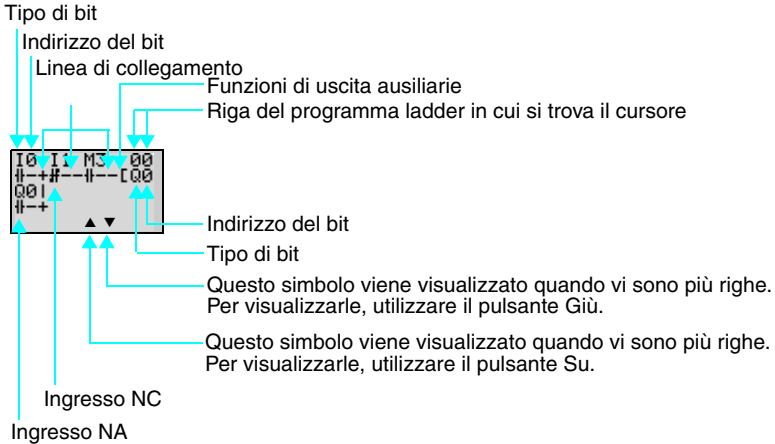 Tipo di bit
Indirizzo del bit
Linea di collegamento
Funzioni di uscita ausiliarie
Riga del programma ladder in cui si trova il cursore
I0 I1 M3 00
[Q0
Q0
Indirizzo del bit
Tipo di bit
Questo simbolo viene visualizzato quando vi sono più righe.
Per visualizzarle, utilizzare il pulsante Giù.
Questo simbolo viene visualizzato quando vi sono più righe.
Per visualizzarle, utilizzare il pulsante Su.
Ingresso NC
Ingresso NA